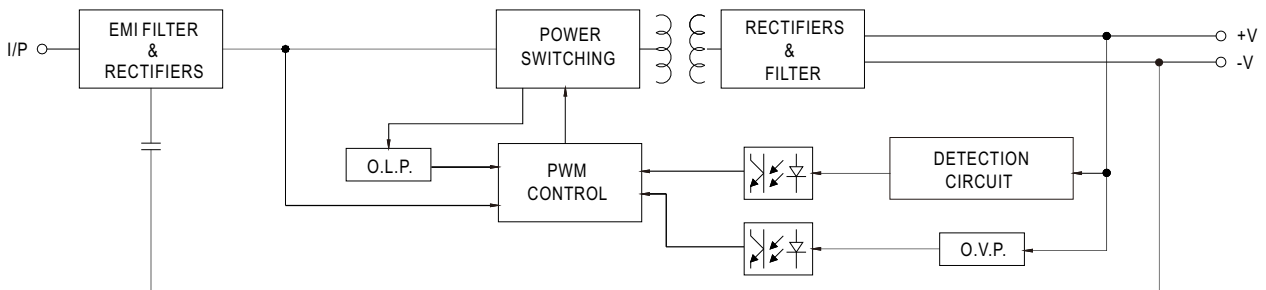 I/P
EMI FILTER
&
RECTIFIERS
POWER
SWITCHING
RECTIFIERS
&
FILTER
+V
-V
O.L.P.
PWM
CONTROL
DETECTION
CIRCUIT
O.V.P.